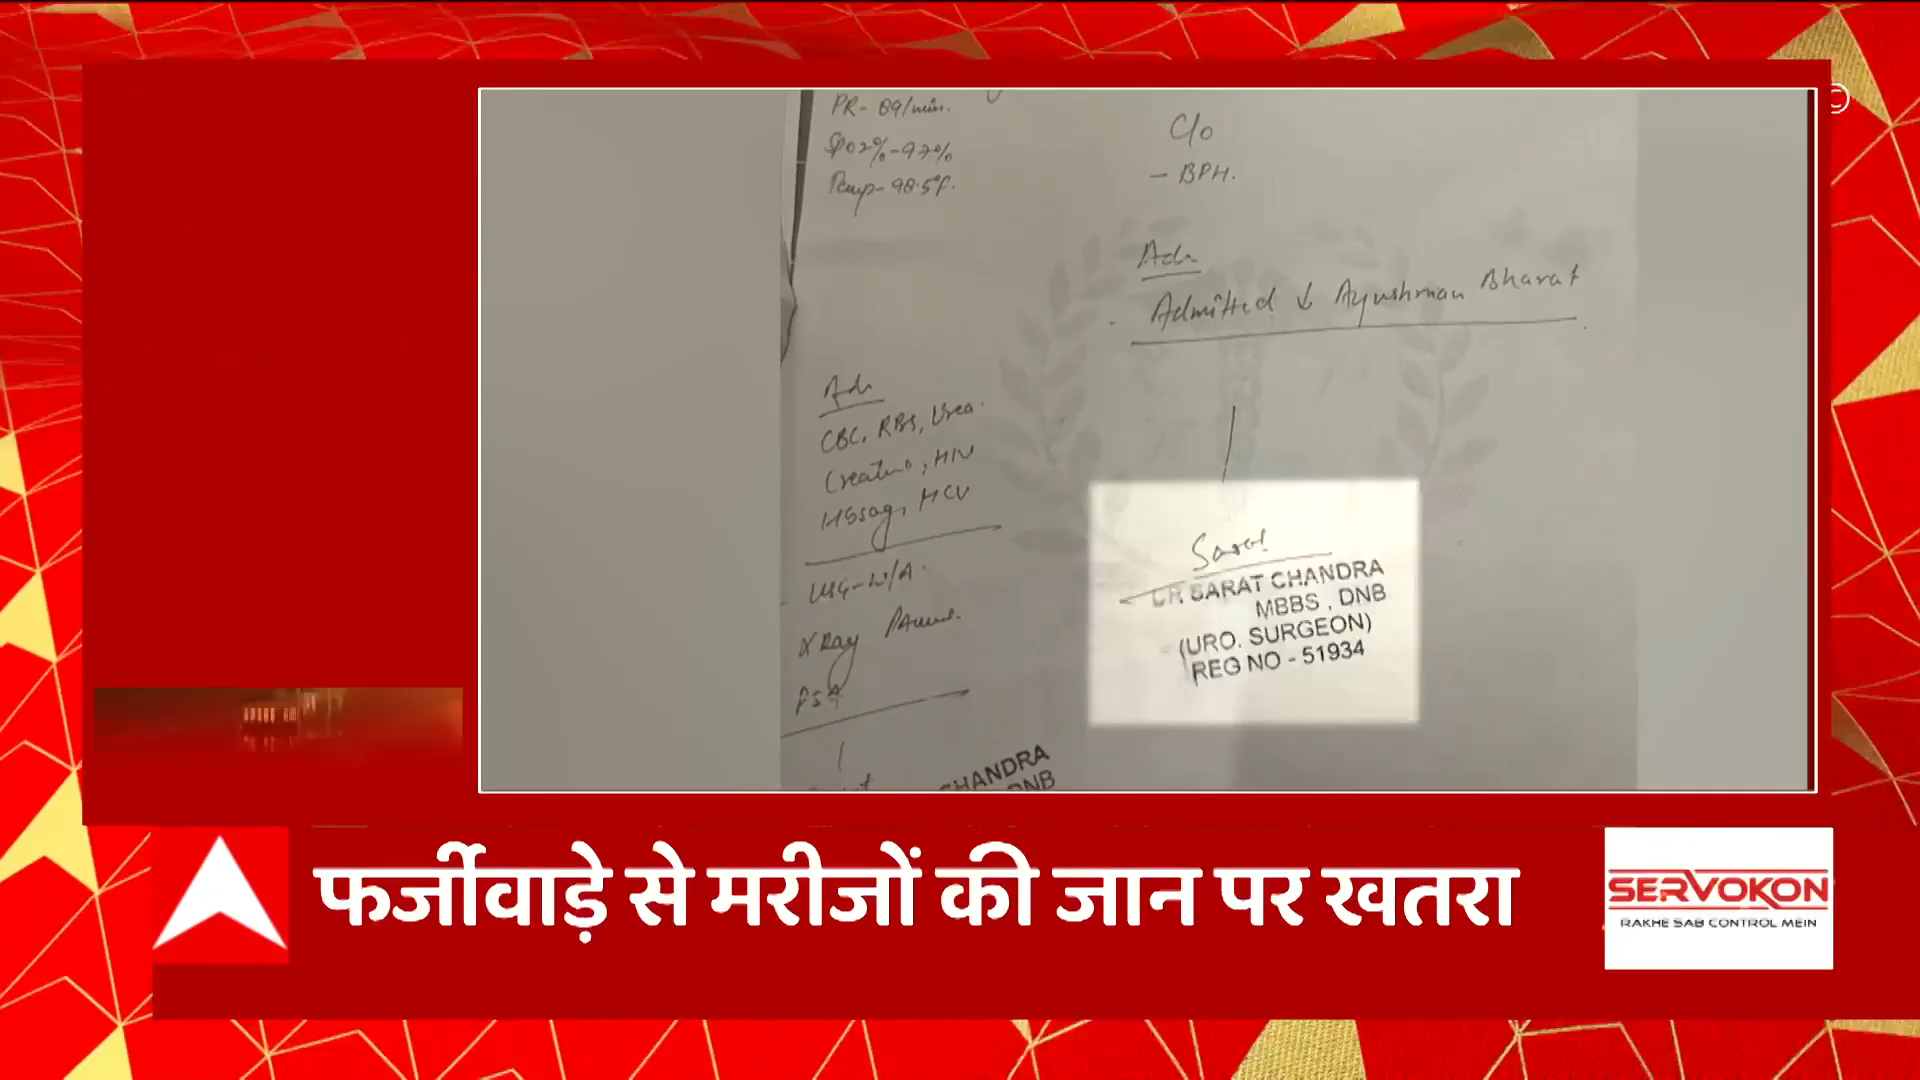 ©
PR- 89/min.
SpO2%-97%
Temp- 98.5°F.
C/o
- BPH.
Adv
Admitted ↓ Ayushman Bharat
Adv
CBC, RBS, Urea.
Creatin, HIV
HBsag, HCV
USG-W/A.
X Ray
PSA
Sarat
DR SARAT CHANDRA
MBBS, DNB
(URO. SURGEON)
REG NO - 51934
CHANDRA
DNB
फर्जीवाड़े से मरीजों की जान पर खतरा
SERVOKON
RAKHE SAB CONTROL MEIN